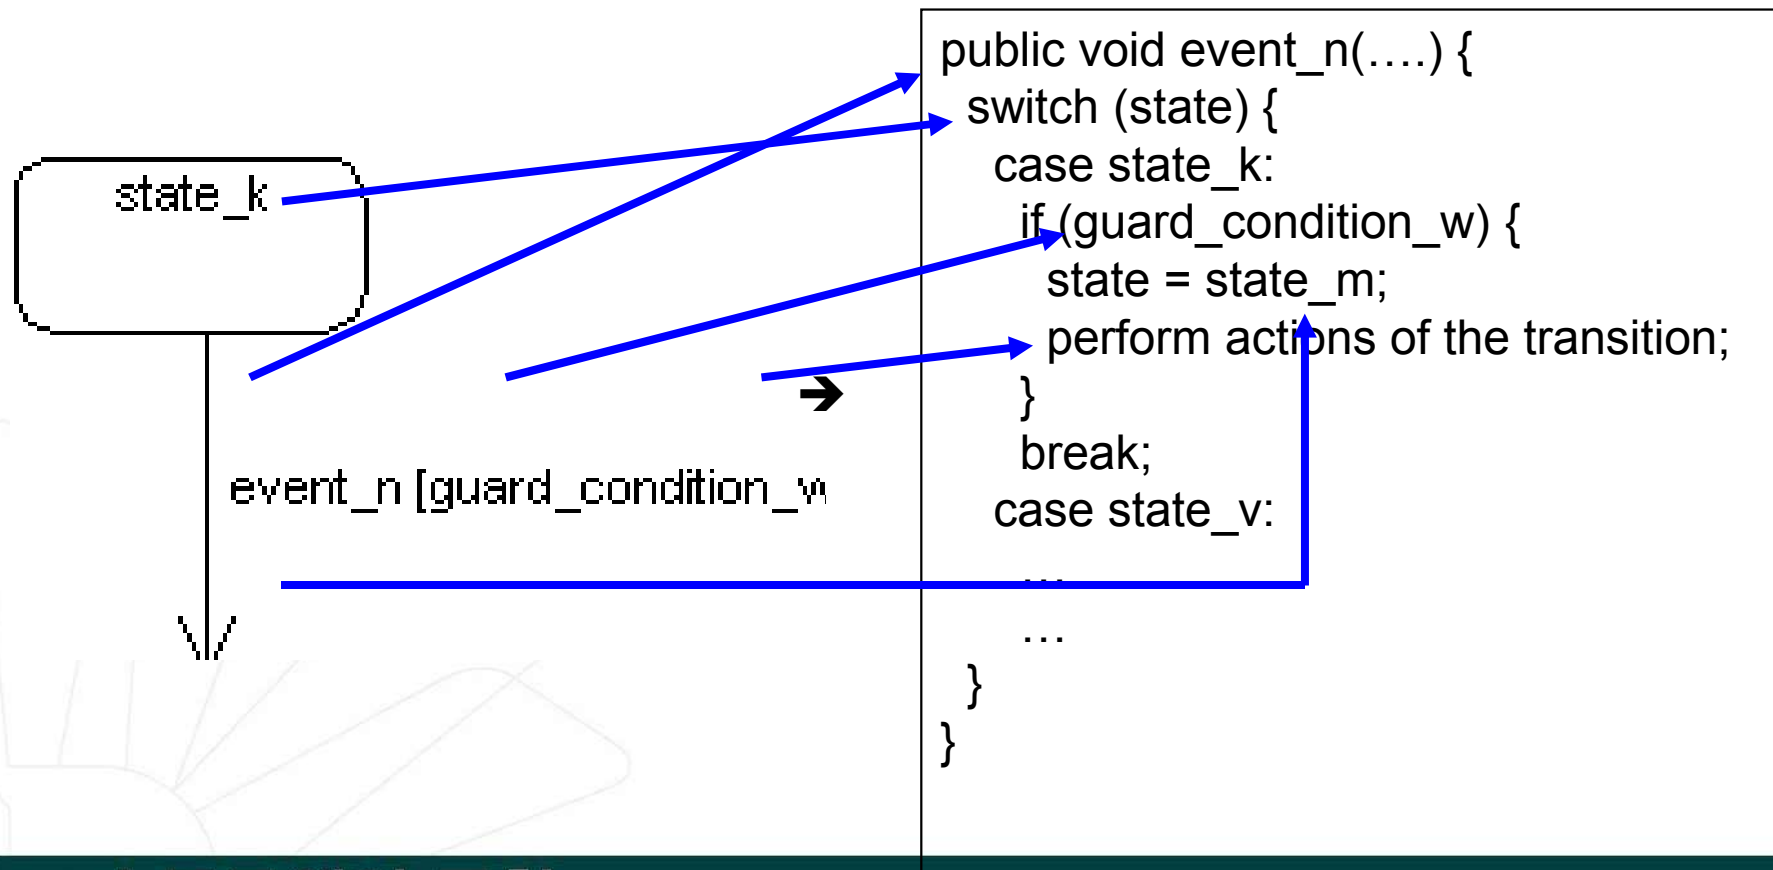 state_k
event_n [guard_condition_w
public void event_n(….) {
switch (state) {
case state_k:
if (guard_condition_w) {
state = state_m;
perform actions of the transition;
}
break;
case state_v:
…
…
}
}